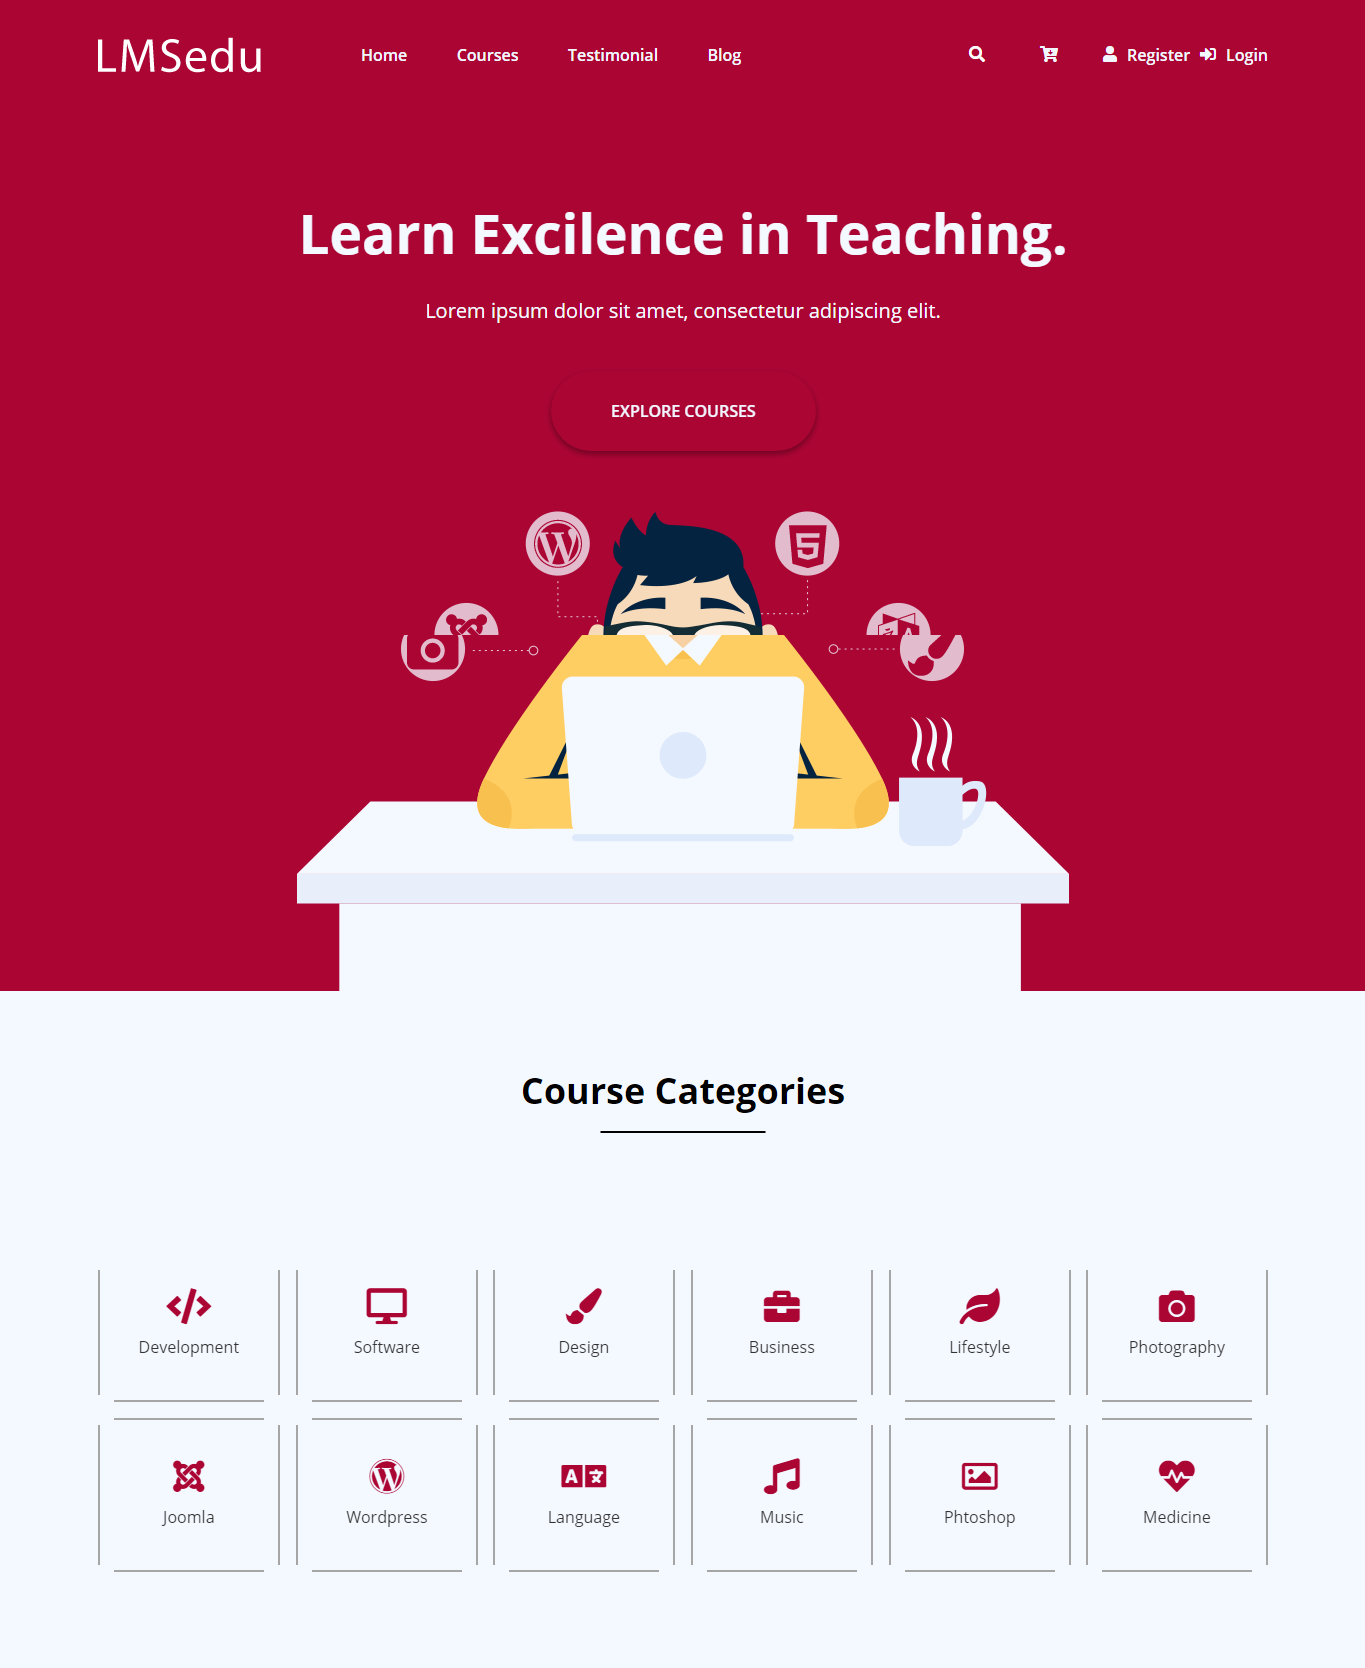 LMSedu Home Courses Testimonial Blog Register Login
Learn Excilence in Teaching.
Lorem ipsum dolor sit amet, consectetur adipiscing elit.
EXPLORE COURSES
Course Categories
Development Software Design Business Lifestyle Photography
Joomla Wordpress Language Music Phtoshop Medicine